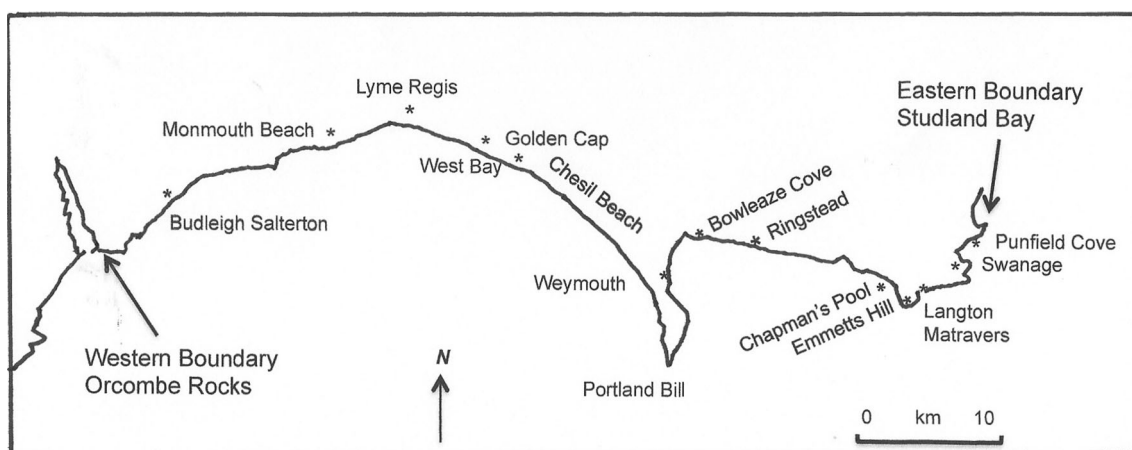 Lyme Regis
Monmouth Beach
Golden Cap
West Bay
Chesil Beach
Budleigh Salterton
Eastern Boundary
Studland Bay
Bowleaze Cove
Ringstead
Punfield Cove
Swanage
Weymouth
Chapman's Pool
Emmetts Hill
Langton
Matravers
Western Boundary
Orcombe Rocks
N
Portland Bill
0 km 10